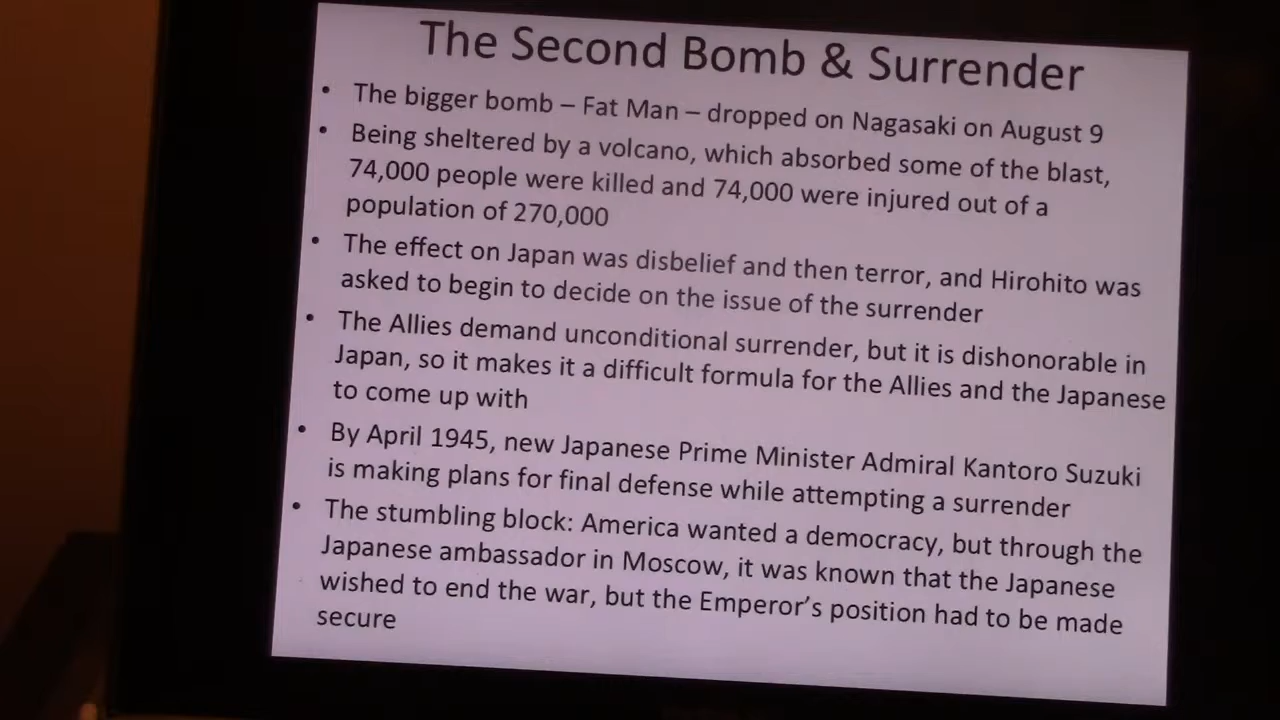 The Second Bomb & Surrender
• The bigger bomb – Fat Man – dropped on Nagasaki on August 9
• Being sheltered by a volcano, which absorbed some of the blast,
74,000 people were killed and 74,000 were injured out of a
population of 270,000
• The effect on Japan was disbelief and then terror, and Hirohito was
asked to begin to decide on the issue of the surrender
• The Allies demand unconditional surrender, but it is dishonorable in
Japan, so it makes it a difficult formula for the Allies and the Japanese
to come up with
• By April 1945, new Japanese Prime Minister Admiral Kantoro Suzuki
is making plans for final defense while attempting a surrender
• The stumbling block: America wanted a democracy, but through the
Japanese ambassador in Moscow, it was known that the Japanese
wished to end the war, but the Emperor’s position had to be made
secure